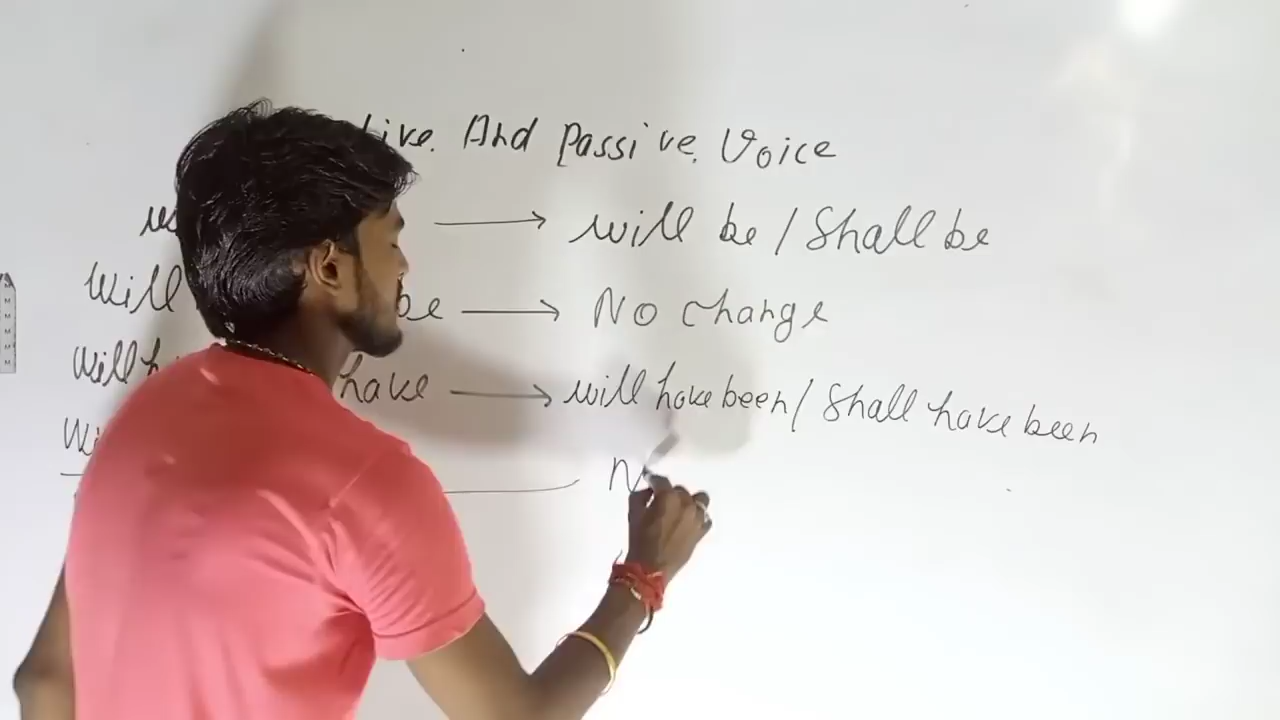 And Passive Voice
→ will be / Shall be
Will be → No change
Will have → will have been / Shall have been
N